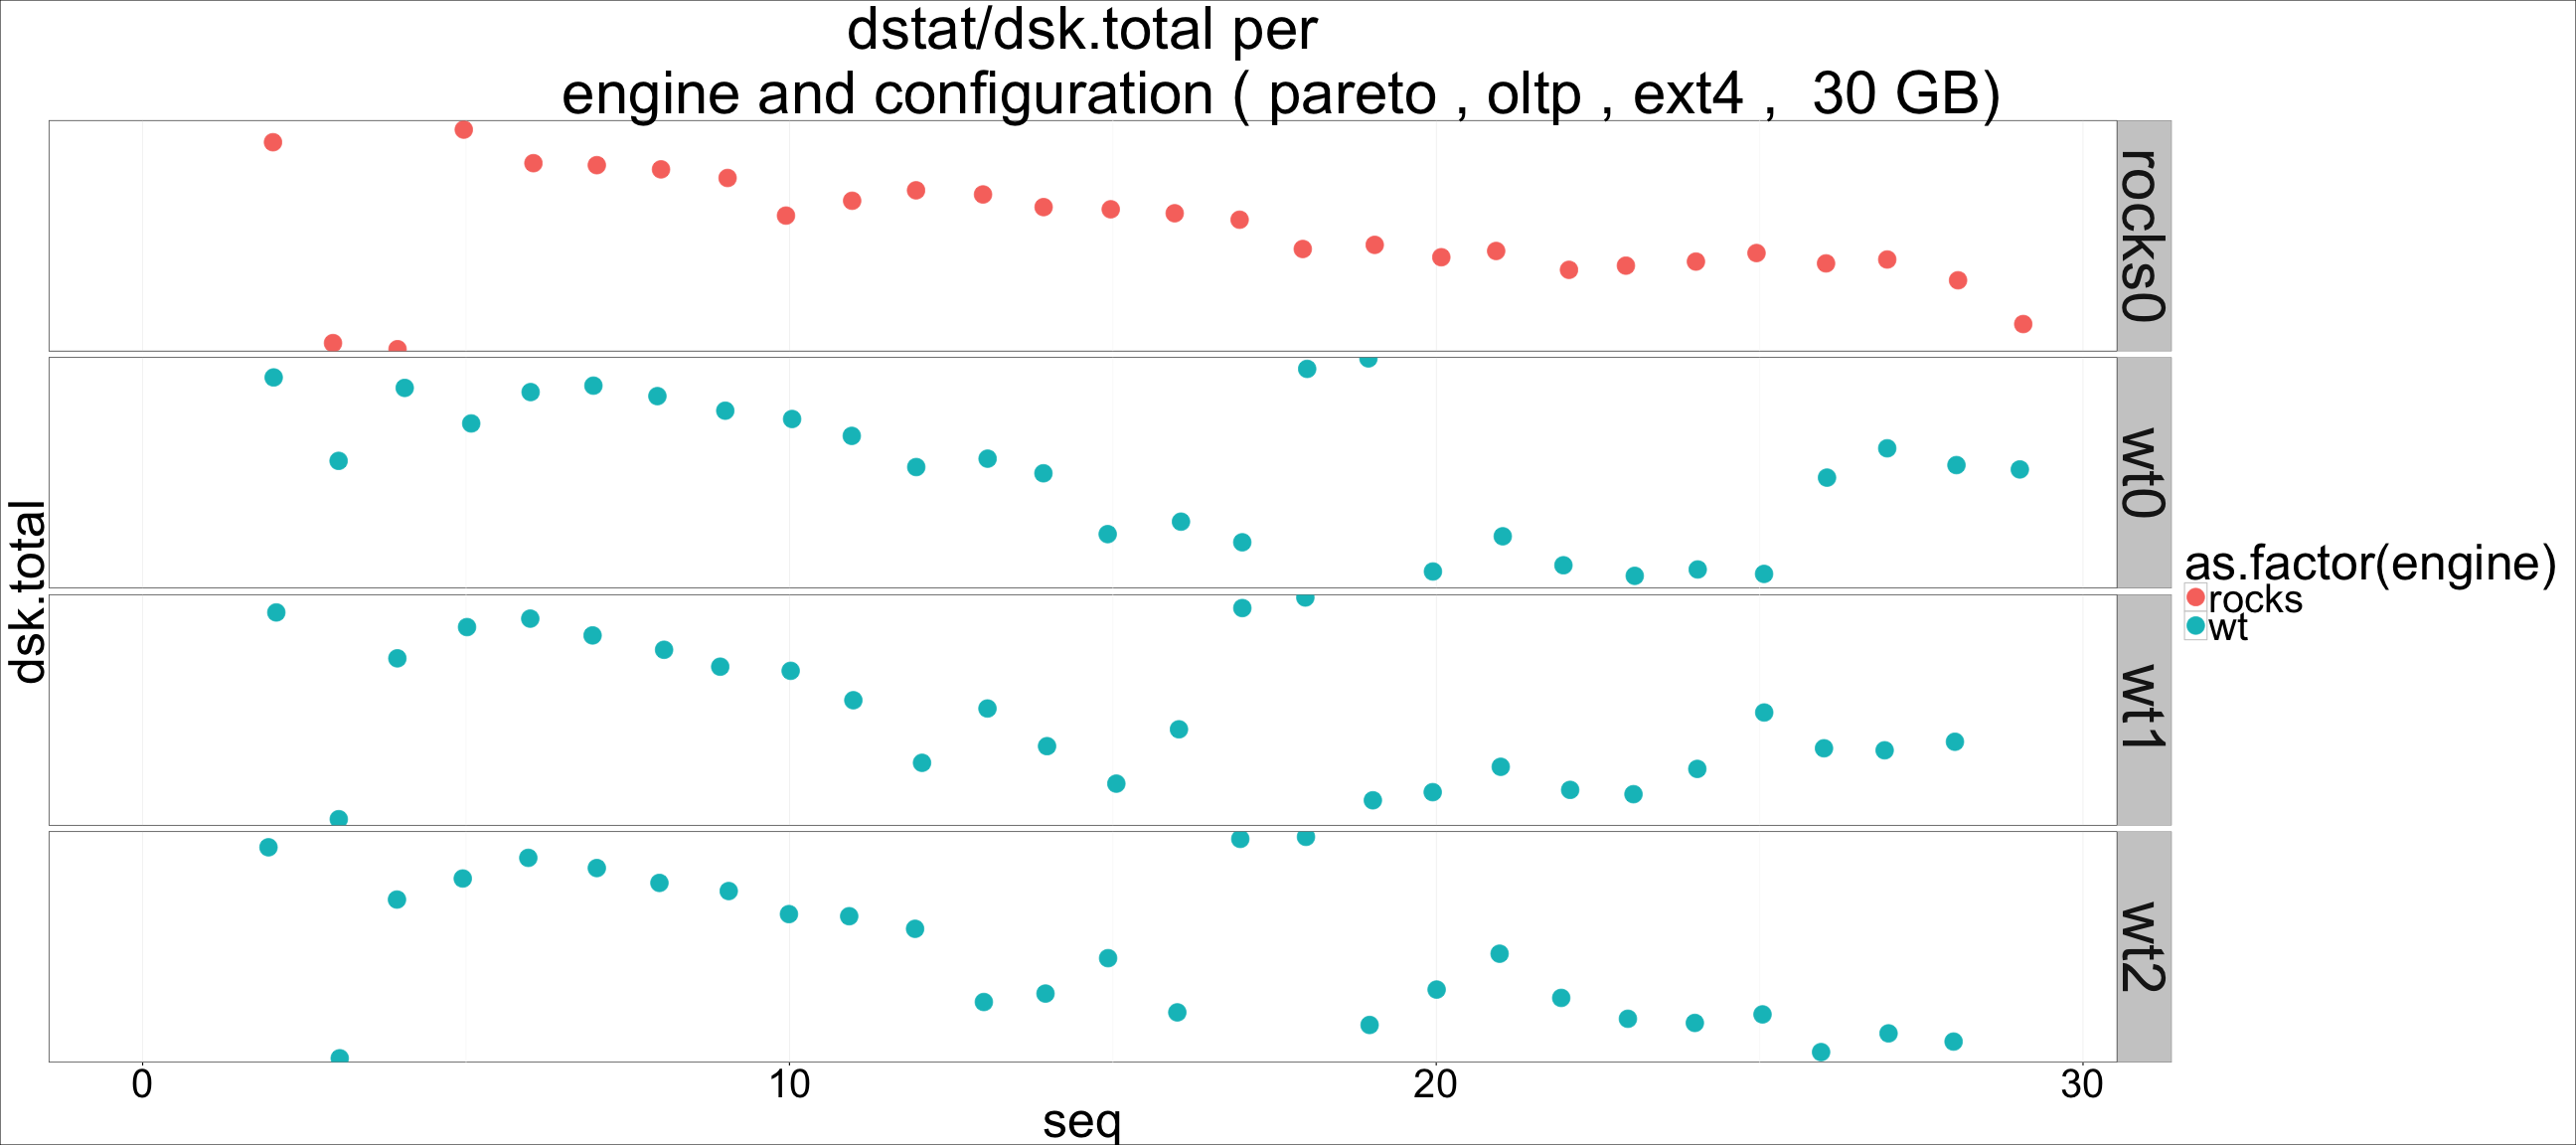 dstat/dsk.total per
engine and configuration ( pareto , oltp , ext4 ,  30 GB)
rocks0
wt0
wt1
wt2
dsk.total
as.factor(engine)
rocks
wt
0 10 20 30
seq